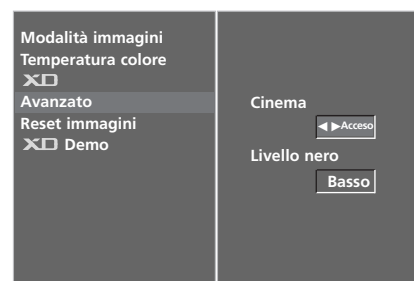 Modalità immagini
Temperatura colore
XD
Avanzato
Reset immagini
XD Demo
Cinema
◀ ▶Acceso
Livello nero
Basso